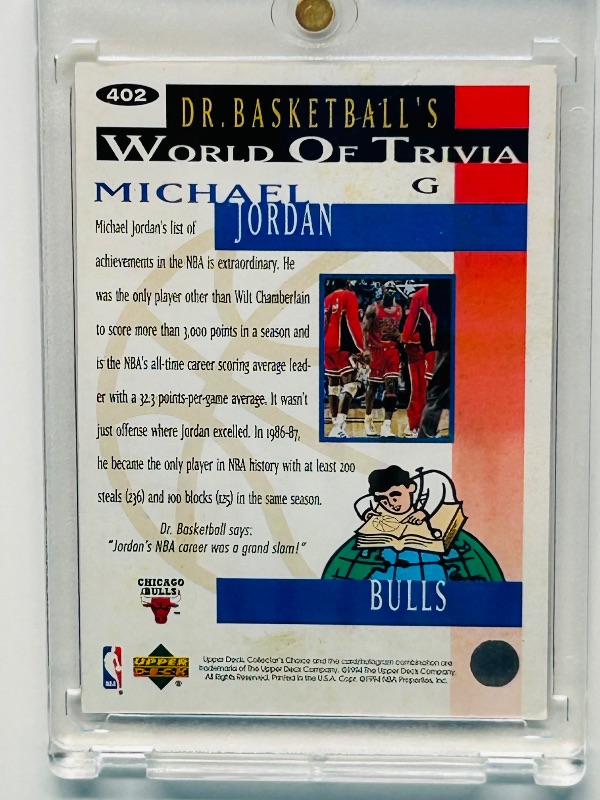 402
DR. BASKETBALL'S
WORLD OF TRIVIA
MICHAEL G
JORDAN
Michael Jordan's list of
achievements in the NBA is extraordinary. He
was the only player other than Wilt Chamberlain
to score more than 3,000 points in a season and
is the NBA's all-time career scoring average lead-
er with a 32.3 points-per-game average. It wasn't
just offense where Jordan excelled. In 1986-87,
he became the only player in NBA history with at least 200
steals (236) and 100 blocks (125) in the same season.
Dr. Basketball says:
"Jordan's NBA career was a grand slam!"
CHICAGO
BULLS
TM
BULLS
NBA
UPPER
DECK
®
Upper Deck, Collector's Choice and the card/hologram combination are
trademarks of The Upper Deck Company. ©1994 The Upper Deck Company.
All Rights Reserved. Printed in the U.S.A. Copr. ©1994 NBA Properties, Inc.